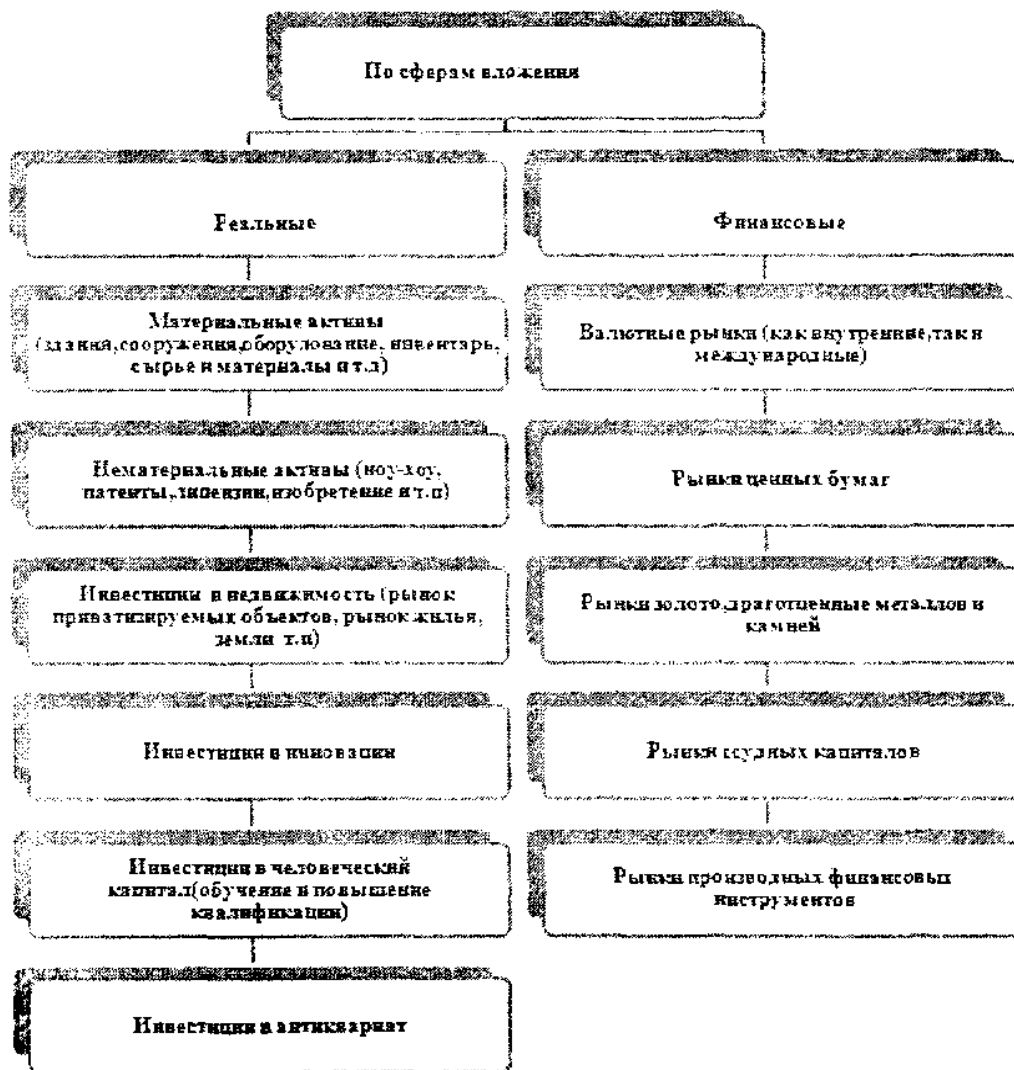 По сферам вложения
Реальные
Материальные активы
(здания,сооружения,оборудование, инвентарь,
сырье и материалы и т.д)
Нематериальные активы (ноу-хоу,
патенты,лицензии,изобретение и т.п)
Инвестиции в недвижимость (рынок
приватизируемых объектов, рынок жилья,
земли т.п)
Инвестиции в инновации
Инвестиции в человеческий
капитал(обучение и повышение
квалификации)
Инвестиции в антиквариат
Финансовые
Валютные рынки (как внутренние,так и
международные)
Рынки ценных бумаг
Рынки золото,драготценные металлов и
камней
Рынки ссудных капиталов
Рынки производных финансовых
инструментов